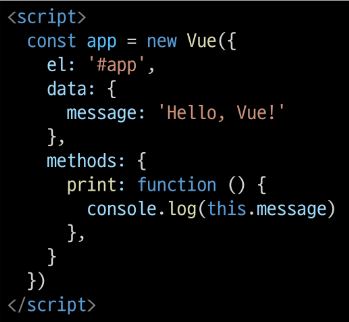 <script>
  const app = new Vue({
    el: '#app',
    data: {
      message: 'Hello, Vue!'
    },
    methods: {
      print: function () {
        console.log(this.message)
      },
    }
  })
</script>